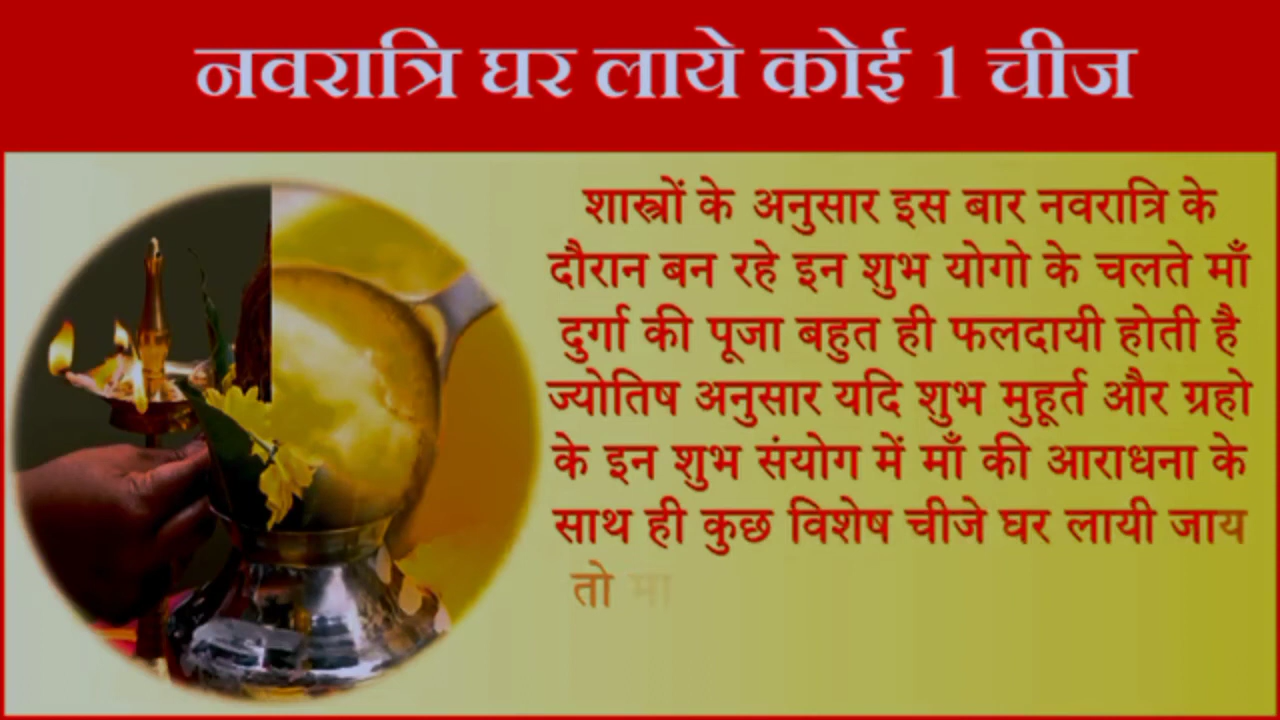 नवरात्रि घर लाये कोई 1 चीज
शास्त्रों के अनुसार इस बार नवरात्रि के
दौरान बन रहे इन शुभ योगो के चलते माँ
दुर्गा की पूजा बहुत ही फलदायी होती है
ज्योतिष अनुसार यदि शुभ मुहूर्त और ग्रहो
के इन शुभ संयोग में माँ की आराधना के
साथ ही कुछ विशेष चीजे घर लायी जाय
तो